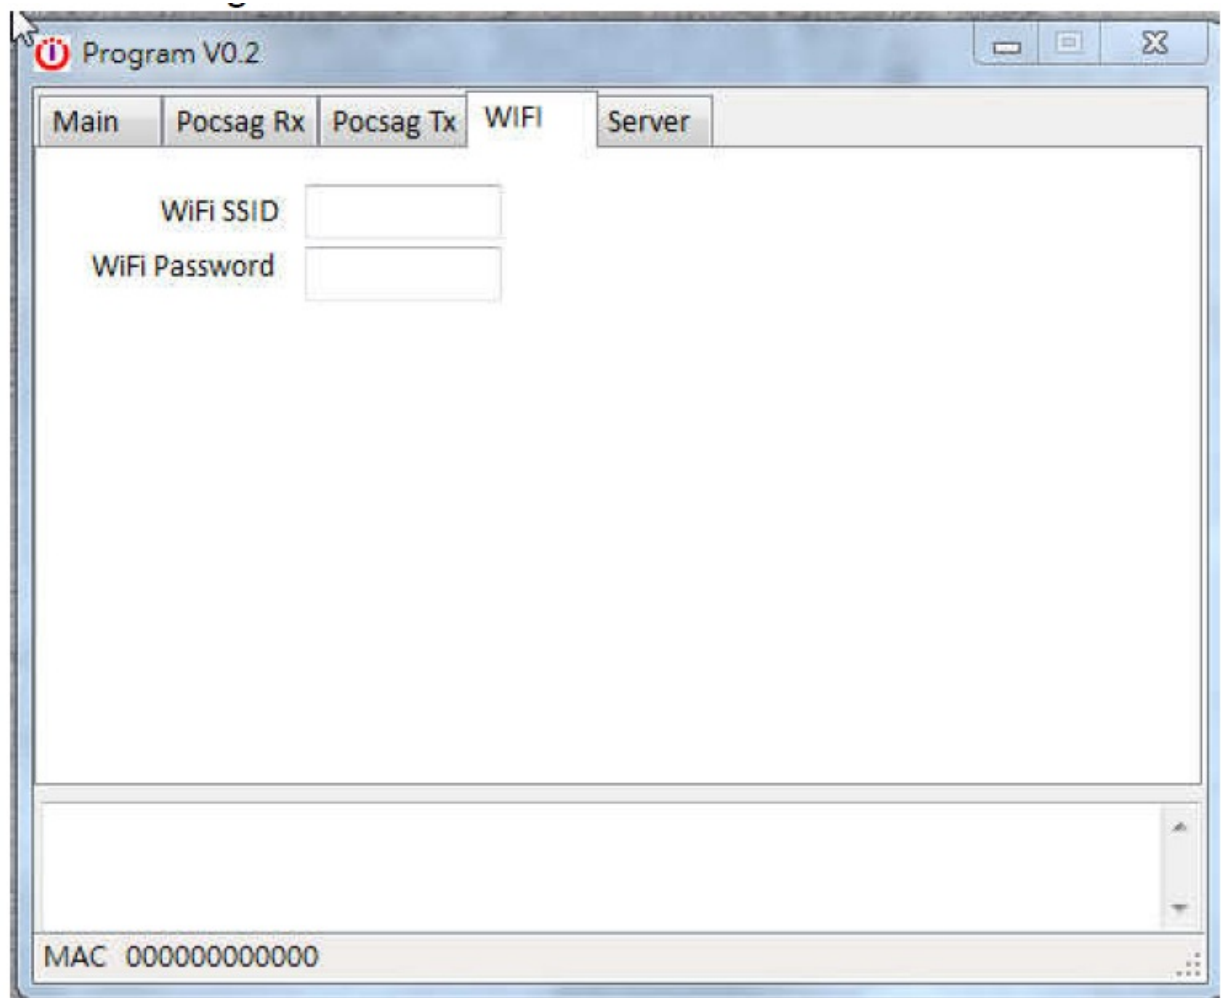 Program V0.2
Main Pocsag Rx Pocsag Tx WIFI Server
WiFi SSID
WiFi Password
MAC 000000000000